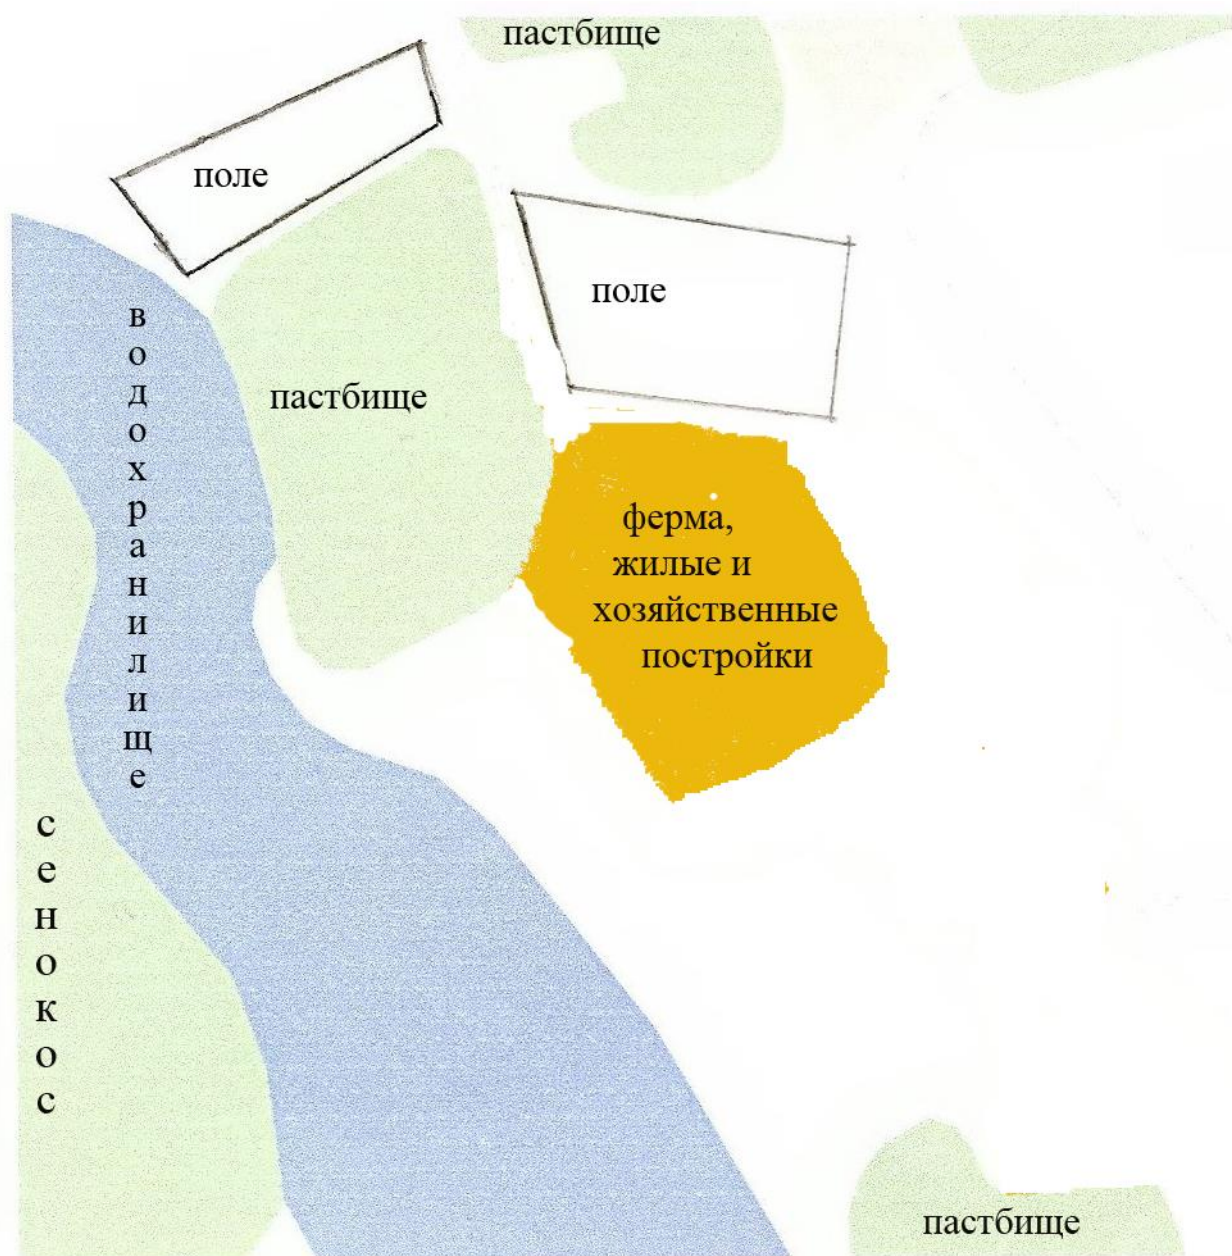 пастбище
поле
поле
пастбище
водохранилище
ферма,
жилые и
хозяйственные
постройки
сенокос
пастбище